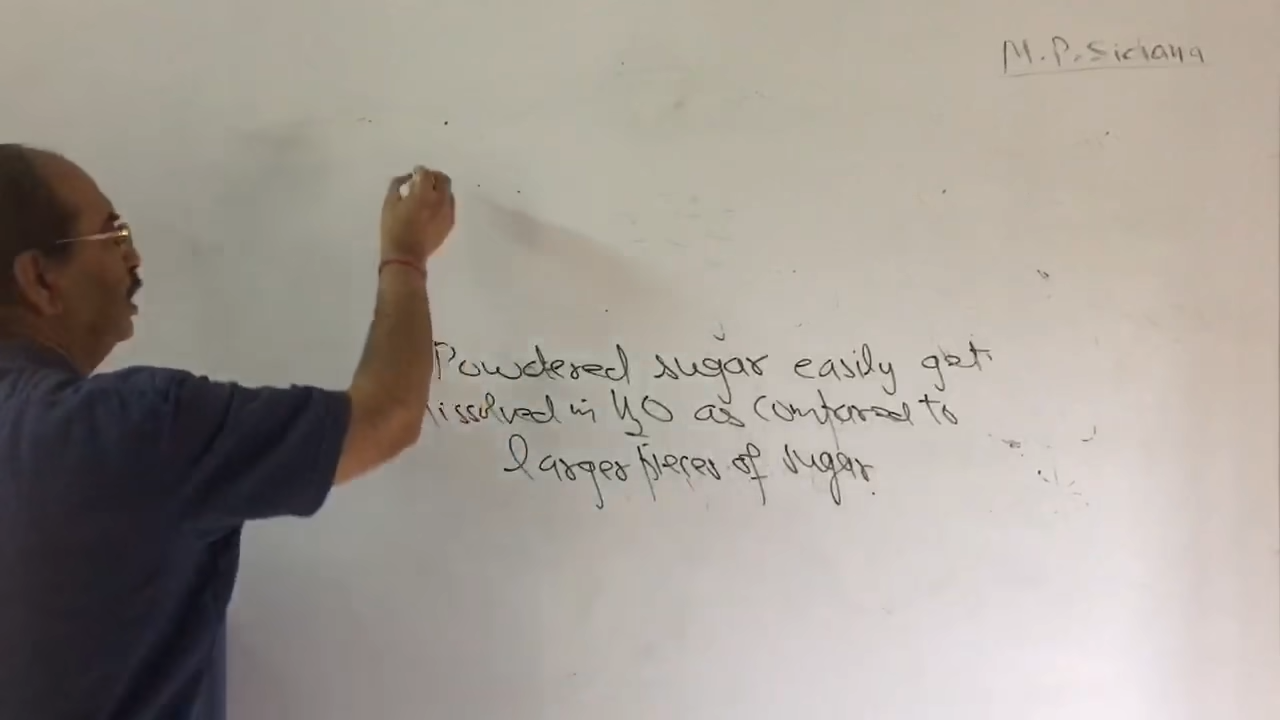 M.P. Sidana
Powdered sugar easily get
dissolved in H2O as compared to
larger pieces of sugar.